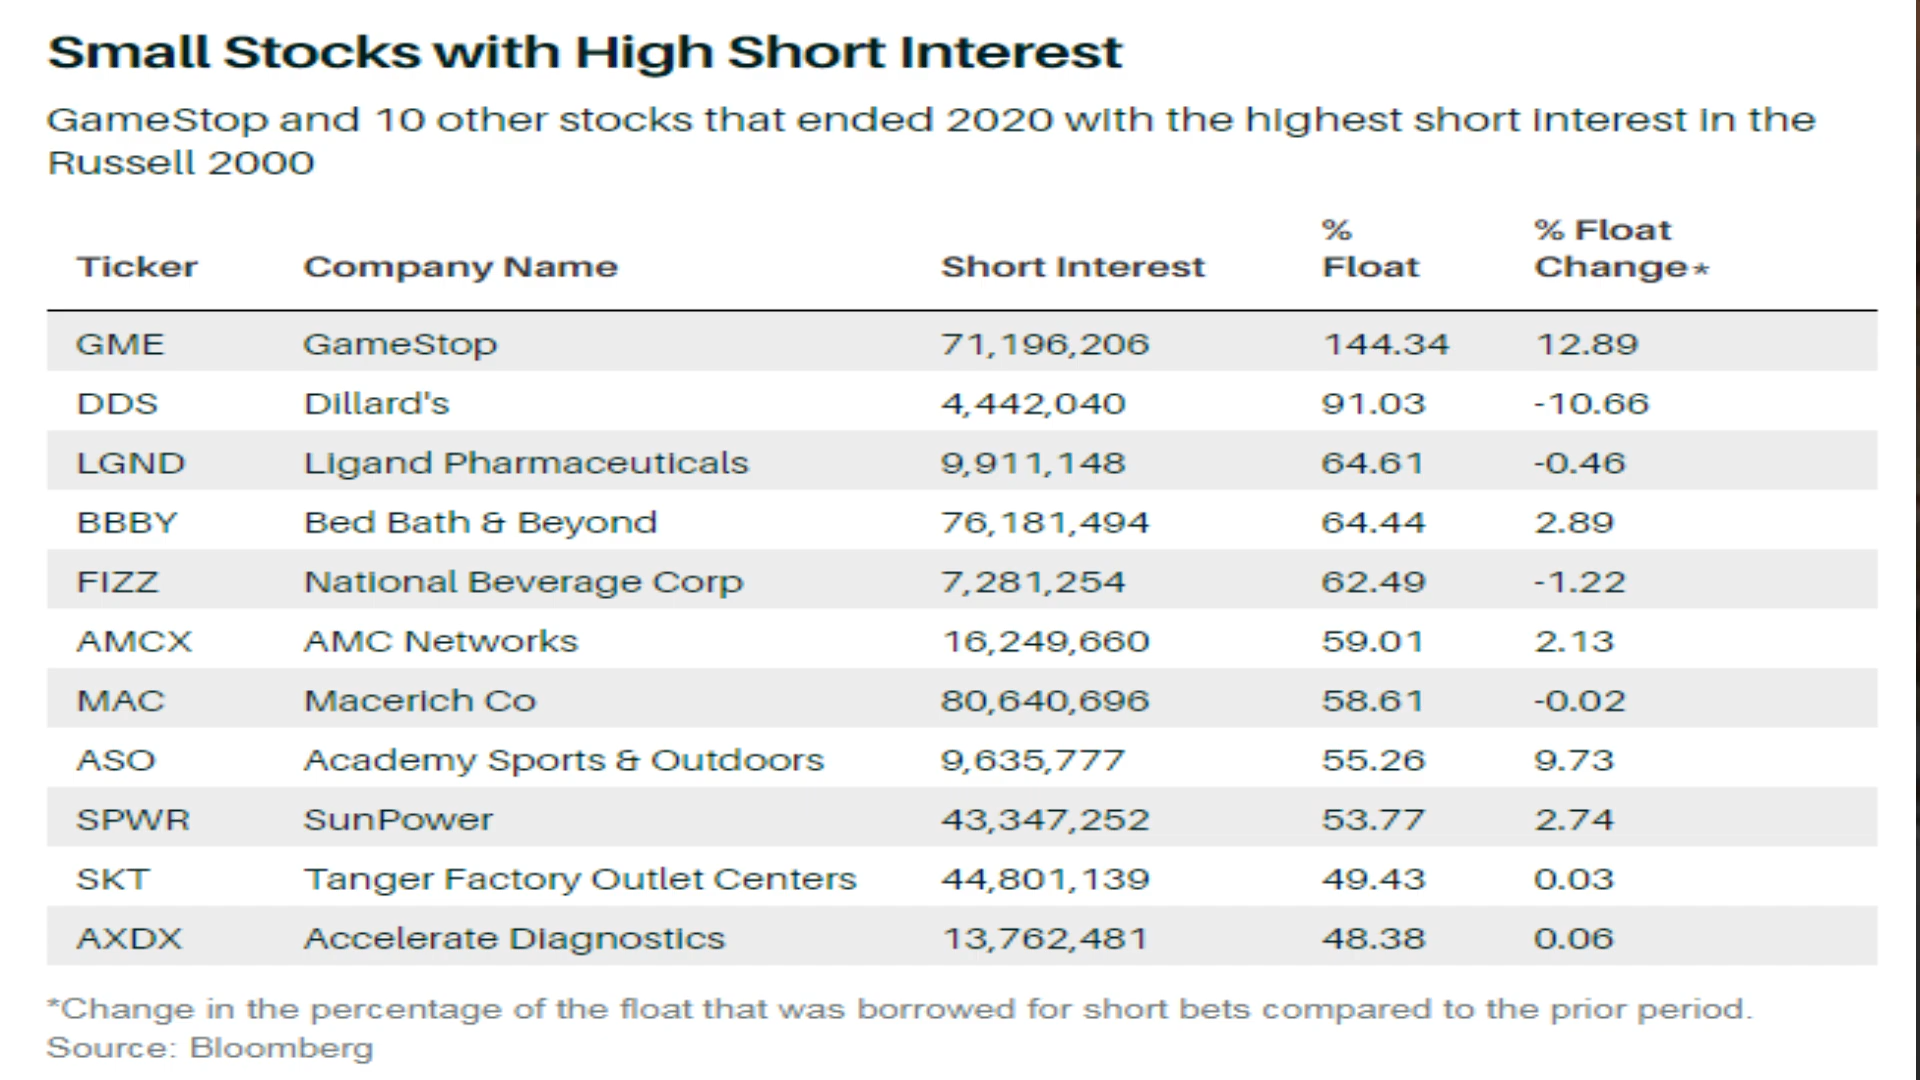 Small Stocks with High Short Interest
GameStop and 10 other stocks that ended 2020 with the highest short interest in the
Russell 2000
Ticker Company Name Short Interest % Float % Float Change*
GME GameStop 71,196,206 144.34 12.89
DDS Dillard's 4,442,040 91.03 -10.66
LGND Ligand Pharmaceuticals 9,911,148 64.61 -0.46
BBBY Bed Bath & Beyond 76,181,494 64.44 2.89
FIZZ National Beverage Corp 7,281,254 62.49 -1.22
AMCX AMC Networks 16,249,660 59.01 2.13
MAC Macerich Co 80,640,696 58.61 -0.02
ASO Academy Sports & Outdoors 9,635,777 55.26 9.73
SPWR SunPower 43,347,252 53.77 2.74
SKT Tanger Factory Outlet Centers 44,801,139 49.43 0.03
AXDX Accelerate Diagnostics 13,762,481 48.38 0.06
*Change in the percentage of the float that was borrowed for short bets compared to the prior period.
Source: Bloomberg